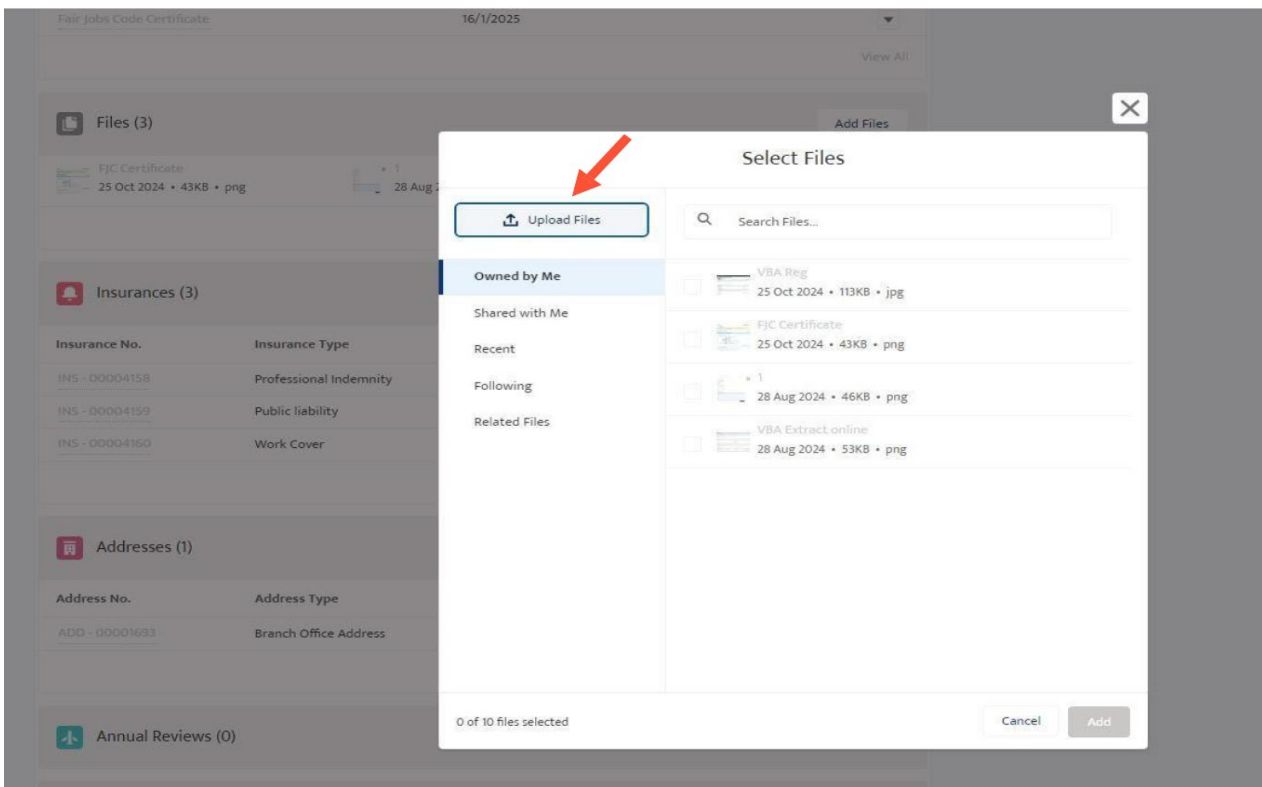 Fair Jobs Code Certificate 16/1/2025
View All
Files (3)
Add Files
FJC Certificate
25 Oct 2024 • 43KB • png
1
28 Aug
Insurances (3)
Insurance No. Insurance Type
INS - 00004158 Professional Indemnity
INS - 00004159 Public liability
INS - 00004160 Work Cover
Addresses (1)
Address No. Address Type
ADD - 00001693 Branch Office Address
Annual Reviews (0)
Select Files
Upload Files
Search Files...
Owned by Me
Shared with Me
Recent
Following
Related Files
VBA Reg
25 Oct 2024 • 113KB • jpg
FJC Certificate
25 Oct 2024 • 43KB • png
1
28 Aug 2024 • 46KB • png
VBA Extract online
28 Aug 2024 • 53KB • png
0 of 10 files selected
Cancel
Add